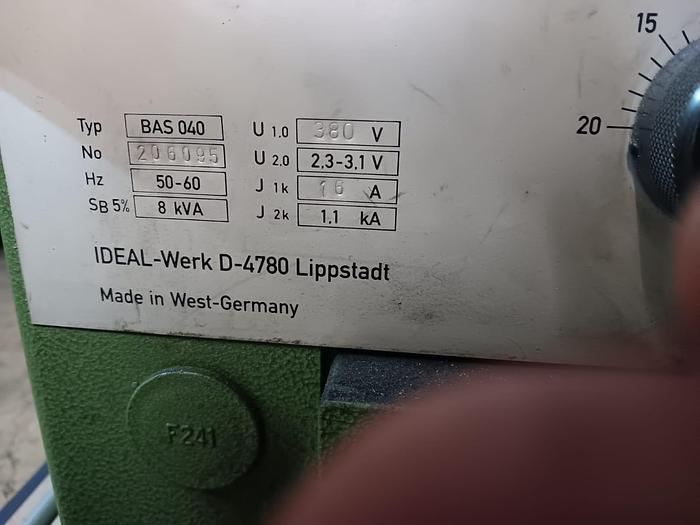 15
20
Typ BAS 040 U 1.0 380 V
No 206095 U 2.0 2,3-3,1 V
Hz 50-60 J 1k 16 A
SB 5% 8 kVA J 2k 1,1 kA
IDEAL-Werk D-4780 Lippstadt
Made in West-Germany
F241